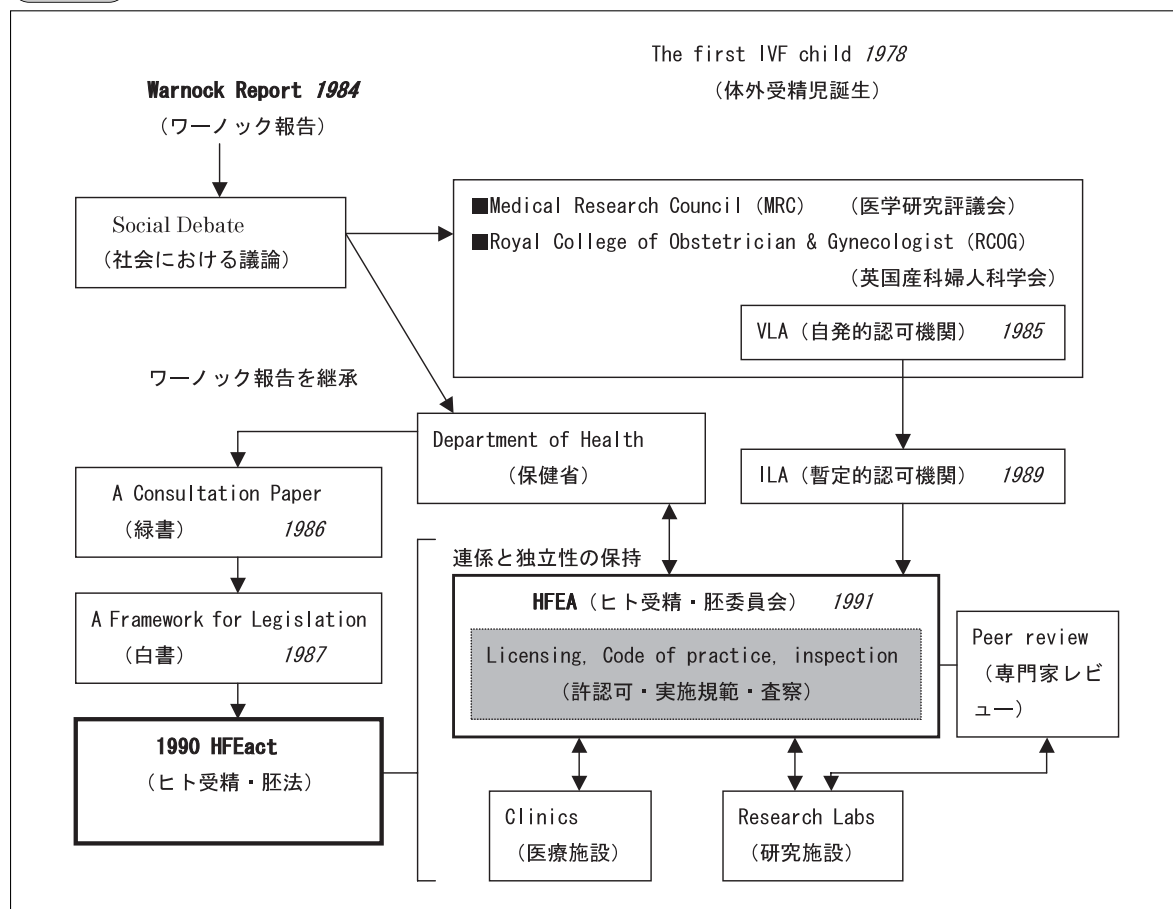 The first IVF child 1978
(体外受精児誕生)
Warnock Report 1984
(ワーノック報告)
Social Debate
(社会における議論)
■Medical Research Council (MRC) (医学研究評議会)
■Royal College of Obstetrician & Gynecologist (RCOG)
(英国産科婦人科学会)
VLA(自発的認可機関) 1985
ワーノック報告を継承
Department of Health
(保健省)
ILA(暫定的認可機関) 1989
A Consultation Paper
(緑書) 1986
連係と独立性の保持
A Framework for Legislation
(白書) 1987
HFEA(ヒト受精・胚委員会) 1991
Licensing, Code of practice, inspection
(許認可・実施規範・査察)
Peer review
(専門家レビ
ュー)
1990 HFEact
(ヒト受精・胚法)
Clinics
(医療施設)
Research Labs
(研究施設)